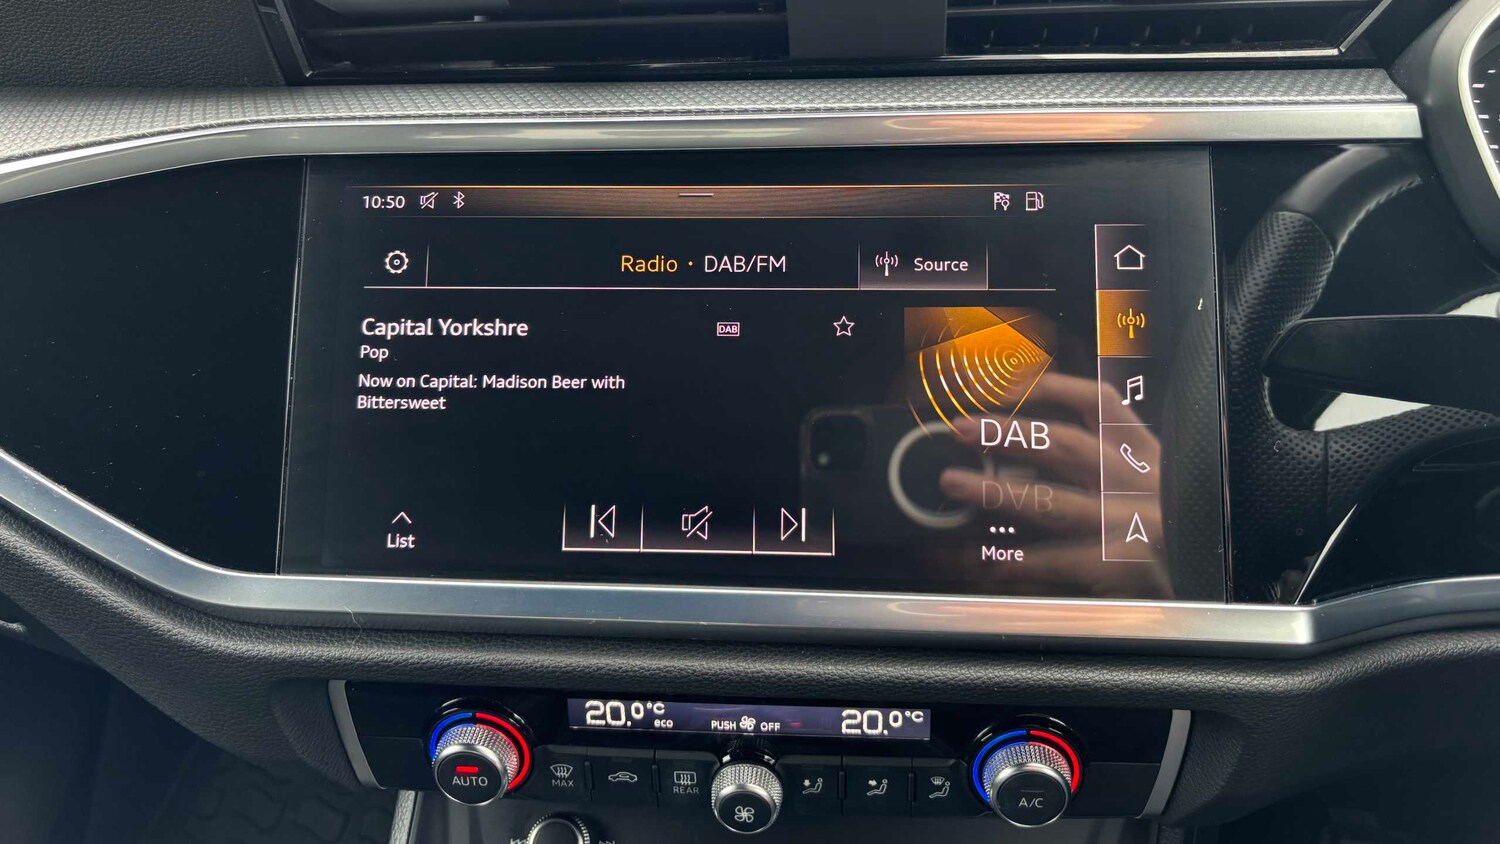 10:50
Radio • DAB/FM
Source
Capital Yorkshre
DAB
Pop
Now on Capital: Madison Beer with
Bittersweet
DAB
List
More
20.0°C
eco
PUSH OFF
20.0°C
AUTO
MAX
REAR
A/C